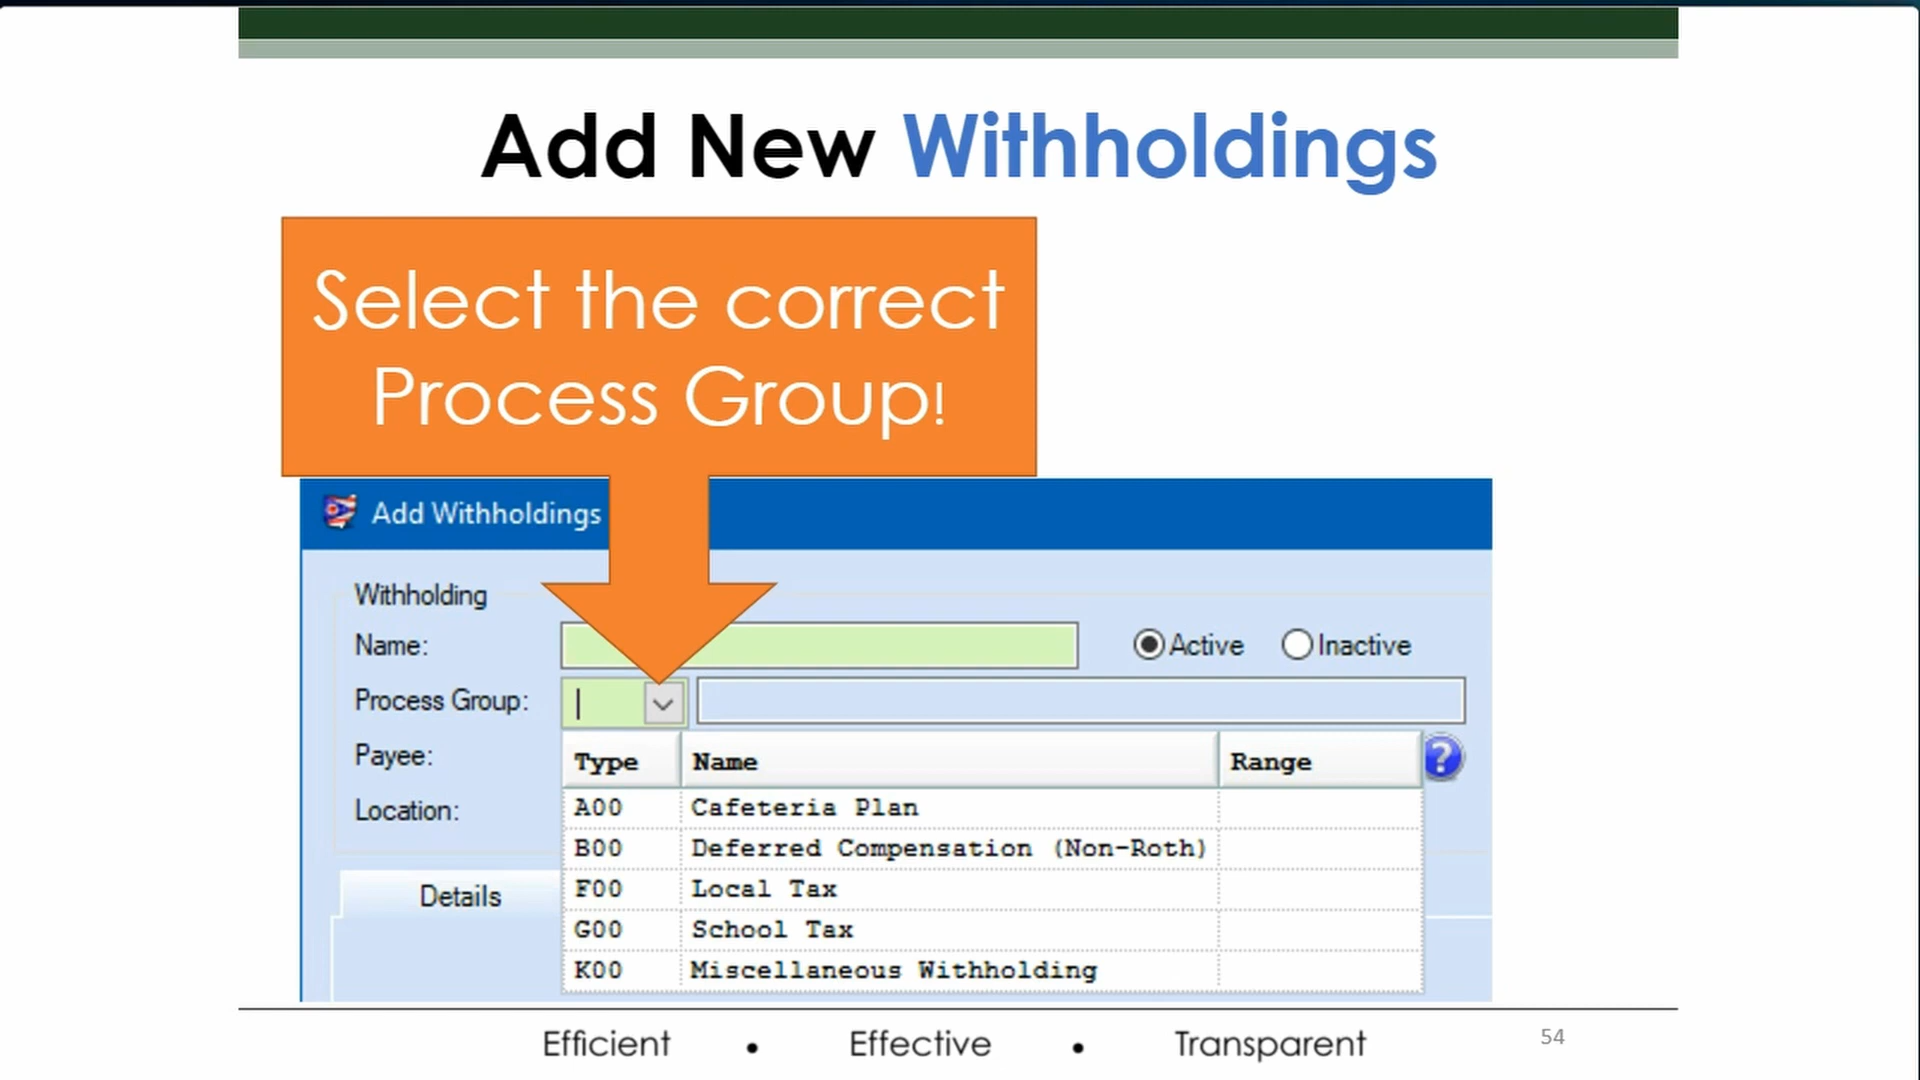 Add New Withholdings
Select the correct
Process Group!
Add Withholdings
Withholding
Name:
Active
Inactive
Process Group:
Payee:
Location:
Type Name Range
A00 Cafeteria Plan
B00 Deferred Compensation (Non-Roth)
F00 Local Tax
G00 School Tax
K00 Miscellaneous Withholding
Details
Efficient • Effective • Transparent
54